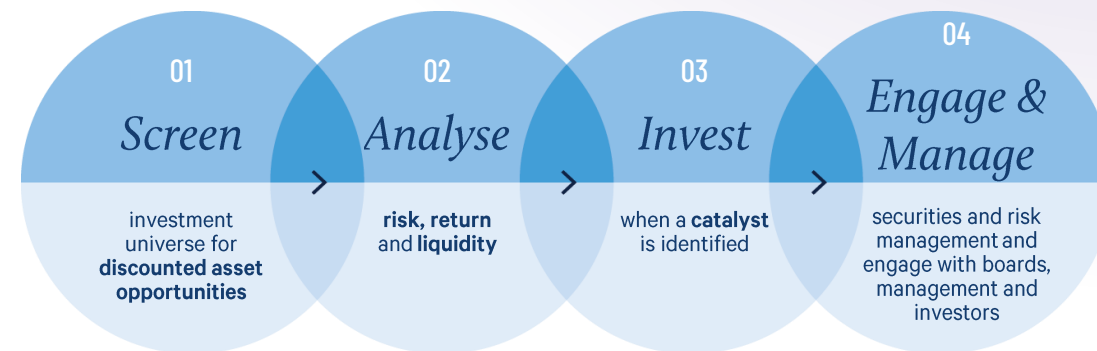 01
Screen
investment
universe for
discounted asset
opportunities
02
Analyse
risk, return
and liquidity
03
Invest
when a catalyst
is identified
04
Engage &
Manage
securities and risk
management and
engage with boards,
management and
investors